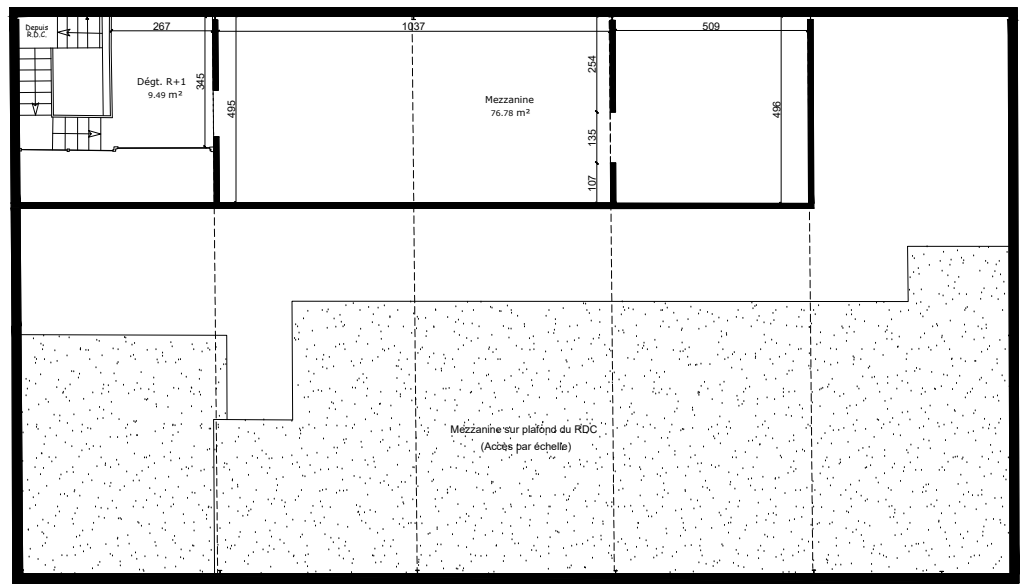 Depuis
R.D.C.
267
1037
509
Dégt. R+1
9.49 m²
345
495
Mezzanine
76.78 m²
254
135
107
496
Mezzanine sur plafond du RDC
(Accès par échelle)